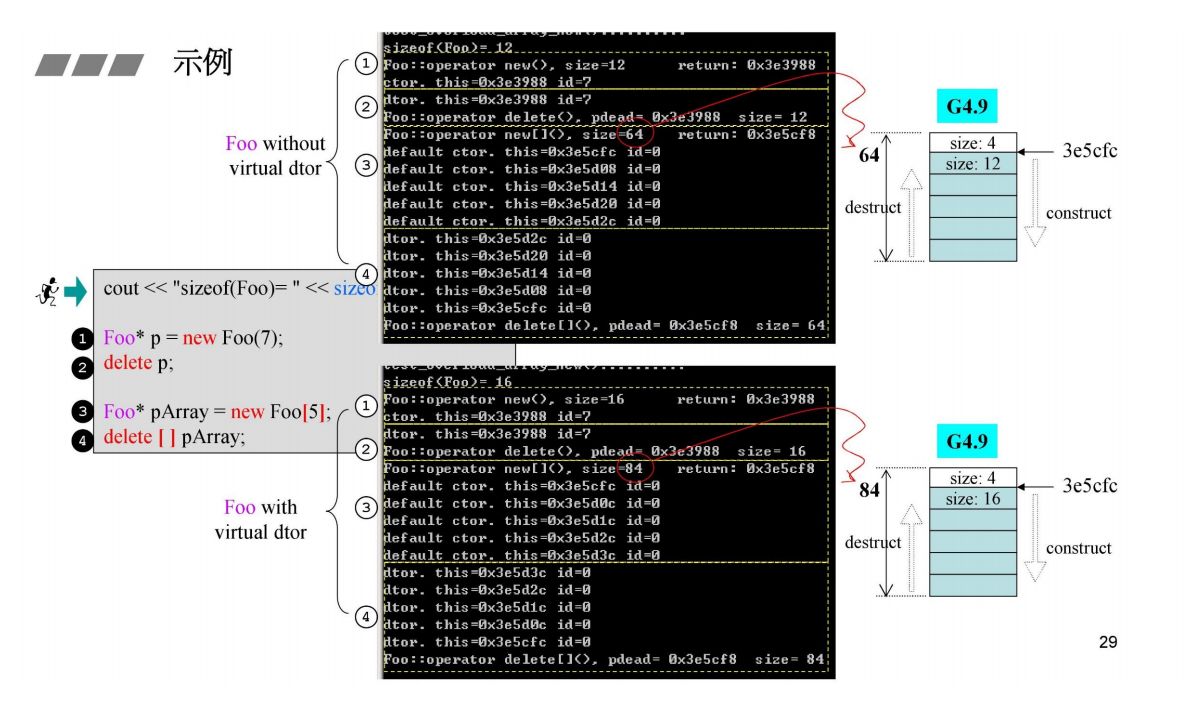 示例
Foo without
virtual dtor
cout << "sizeof(Foo)= " << sizeo
1 Foo* p = new Foo(7);
2 delete p;
3 Foo* pArray = new Foo[5];
4 delete [ ] pArray;
Foo with
virtual dtor
sizeof(Foo)= 12
1
Foo::operator new(), size=12 return: 0x3e3988
ctor. this=0x3e3988 id=7
2
dtor. this=0x3e3988 id=7
Foo::operator delete(), pdead= 0x3e3988 size= 12
3
Foo::operator new[](), size=64 return: 0x3e5cf8
default ctor. this=0x3e5cfc id=0
default ctor. this=0x3e5d08 id=0
default ctor. this=0x3e5d14 id=0
default ctor. this=0x3e5d20 id=0
default ctor. this=0x3e5d2c id=0
4
dtor. this=0x3e5d2c id=0
dtor. this=0x3e5d20 id=0
dtor. this=0x3e5d14 id=0
dtor. this=0x3e5d08 id=0
dtor. this=0x3e5cfc id=0
Foo::operator delete[](), pdead= 0x3e5cf8 size= 64
G4.9
64
size: 4
size: 12
3e5cfc
destruct
construct
test_overload_array_new()..........
sizeof(Foo)= 16
1
Foo::operator new(), size=16 return: 0x3e3988
ctor. this=0x3e3988 id=7
2
dtor. this=0x3e3988 id=7
Foo::operator delete(), pdead= 0x3e3988 size= 16
3
Foo::operator new[](), size=84 return: 0x3e5cf8
default ctor. this=0x3e5cfc id=0
default ctor. this=0x3e5d0c id=0
default ctor. this=0x3e5d1c id=0
default ctor. this=0x3e5d2c id=0
default ctor. this=0x3e5d3c id=0
4
dtor. this=0x3e5d3c id=0
dtor. this=0x3e5d2c id=0
dtor. this=0x3e5d1c id=0
dtor. this=0x3e5d0c id=0
dtor. this=0x3e5cfc id=0
Foo::operator delete[](), pdead= 0x3e5cf8 size= 84
G4.9
84
size: 4
size: 16
3e5cfc
destruct
construct
29